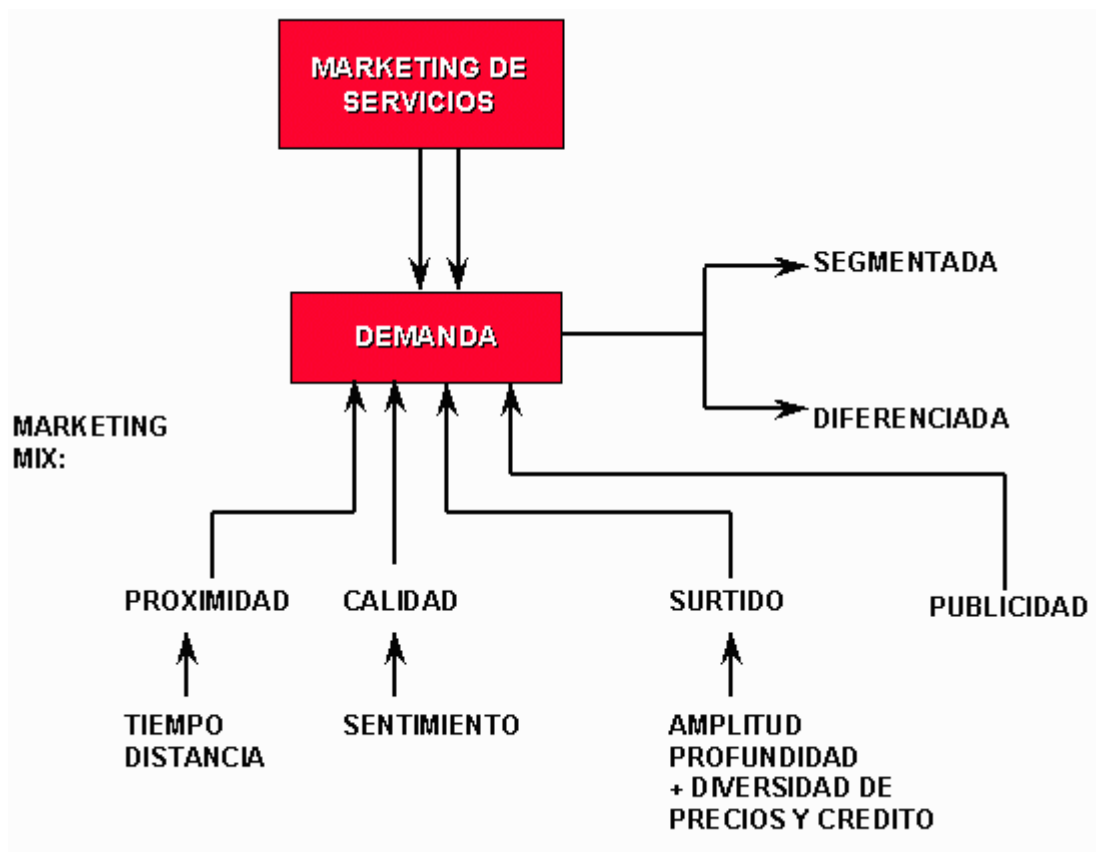 MARKETING DE
SERVICIOS
SEGMENTADA
DEMANDA
DIFERENCIADA
MARKETING
MIX:
PROXIMIDAD
CALIDAD
SURTIDO
PUBLICIDAD
TIEMPO
DISTANCIA
SENTIMIENTO
AMPLITUD
PROFUNDIDAD
+ DIVERSIDAD DE
PRECIOS Y CREDITO